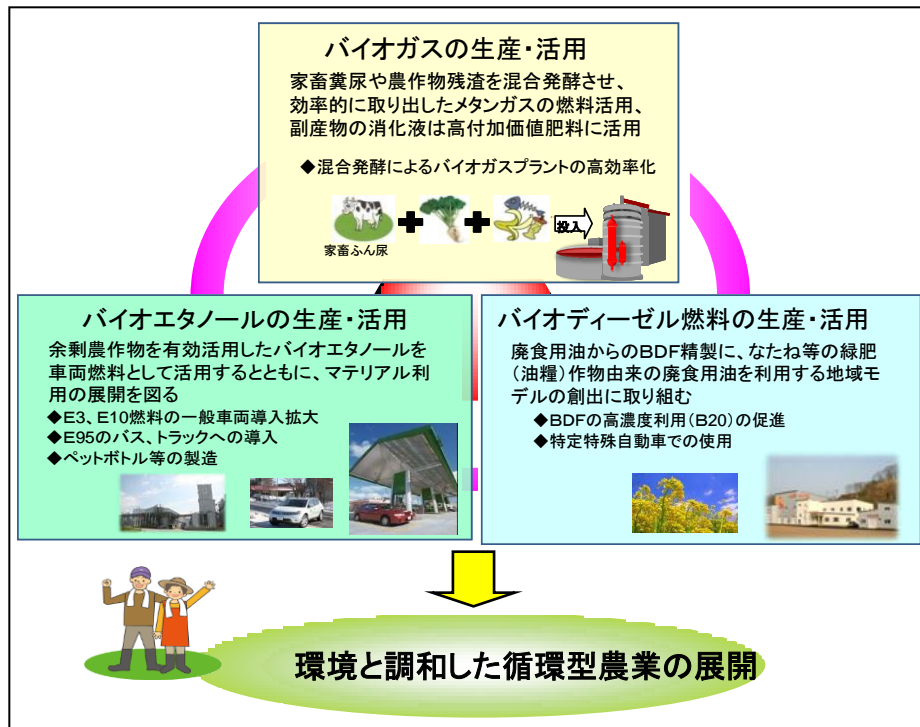 バイオガスの生産・活用
家畜糞尿や農作物残渣を混合発酵させ、
効率的に取り出したメタンガスの燃料活用、
副産物の消化液は高付加価値肥料に活用
◆混合発酵によるバイオガスプラントの高効率化
投入
家畜ふん尿
バイオエタノールの生産・活用
余剰農作物を有効活用したバイオエタノールを
車両燃料として活用するとともに、マテリアル利
用の展開を図る
◆E3、E10燃料の一般車両導入拡大
◆E95のバス、トラックへの導入
◆ペットボトル等の製造
バイオディーゼル燃料の生産・活用
廃食用油からのBDF精製に、なたね等の緑肥
(油糧)作物由来の廃食用油を利用する地域モ
デルの創出に取り組む
◆BDFの高濃度利用(B20)の促進
◆特定特殊自動車での使用
環境と調和した循環型農業の展開